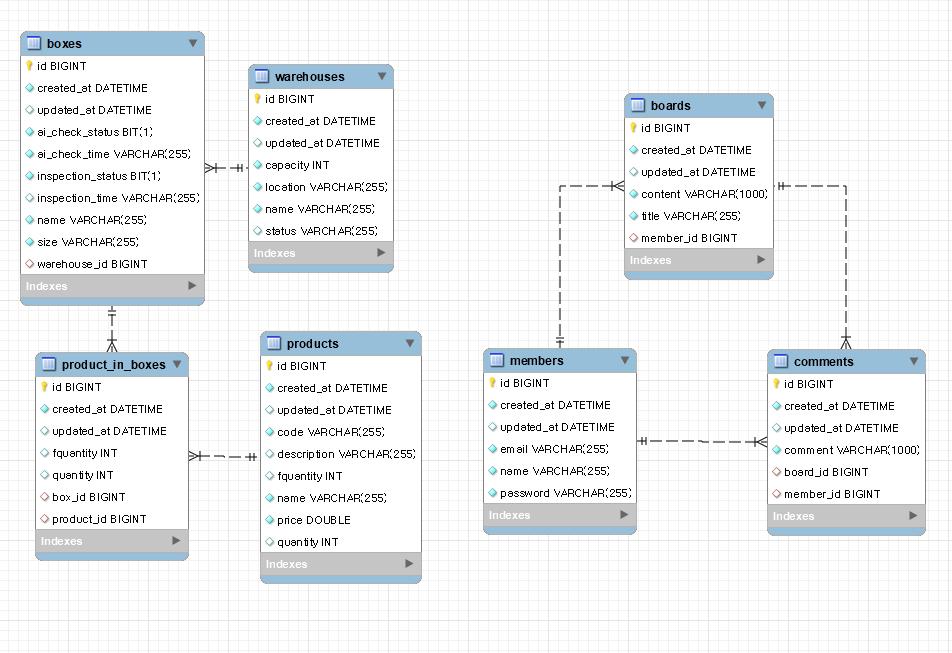 boxes
id BIGINT
created_at DATETIME
updated_at DATETIME
ai_check_status BIT(1)
ai_check_time VARCHAR(255)
inspection_status BIT(1)
inspection_time VARCHAR(255)
name VARCHAR(255)
size VARCHAR(255)
warehouse_id BIGINT
Indexes
warehouses
id BIGINT
created_at DATETIME
updated_at DATETIME
capacity INT
location VARCHAR(255)
name VARCHAR(255)
status VARCHAR(255)
Indexes
boards
id BIGINT
created_at DATETIME
updated_at DATETIME
content VARCHAR(1000)
title VARCHAR(255)
member_id BIGINT
Indexes
product_in_boxes
id BIGINT
created_at DATETIME
updated_at DATETIME
fquantity INT
quantity INT
box_id BIGINT
product_id BIGINT
Indexes
products
id BIGINT
created_at DATETIME
updated_at DATETIME
code VARCHAR(255)
description VARCHAR(255)
fquantity INT
name VARCHAR(255)
price DOUBLE
quantity INT
Indexes
members
id BIGINT
created_at DATETIME
updated_at DATETIME
email VARCHAR(255)
name VARCHAR(255)
password VARCHAR(255)
Indexes
comments
id BIGINT
created_at DATETIME
updated_at DATETIME
comment VARCHAR(1000)
board_id BIGINT
member_id BIGINT
Indexes